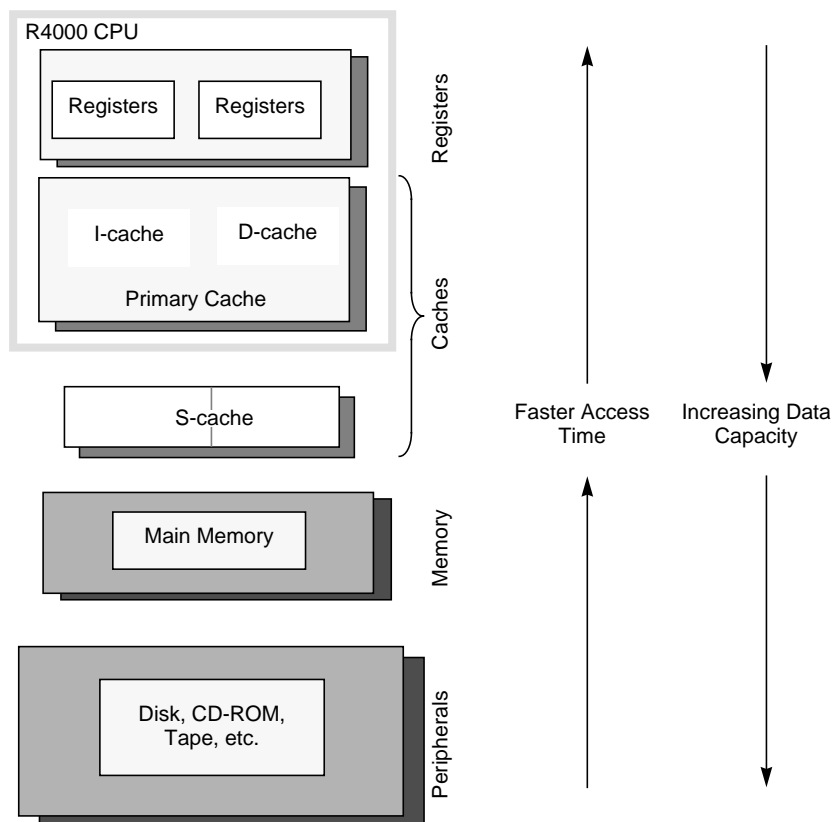 R4000 CPU
Registers
Registers
Registers
I-cache
D-cache
Primary Cache
Caches
S-cache
Faster Access
Time
Increasing Data
Capacity
Main Memory
Memory
Disk, CD-ROM,
Tape, etc.
Peripherals